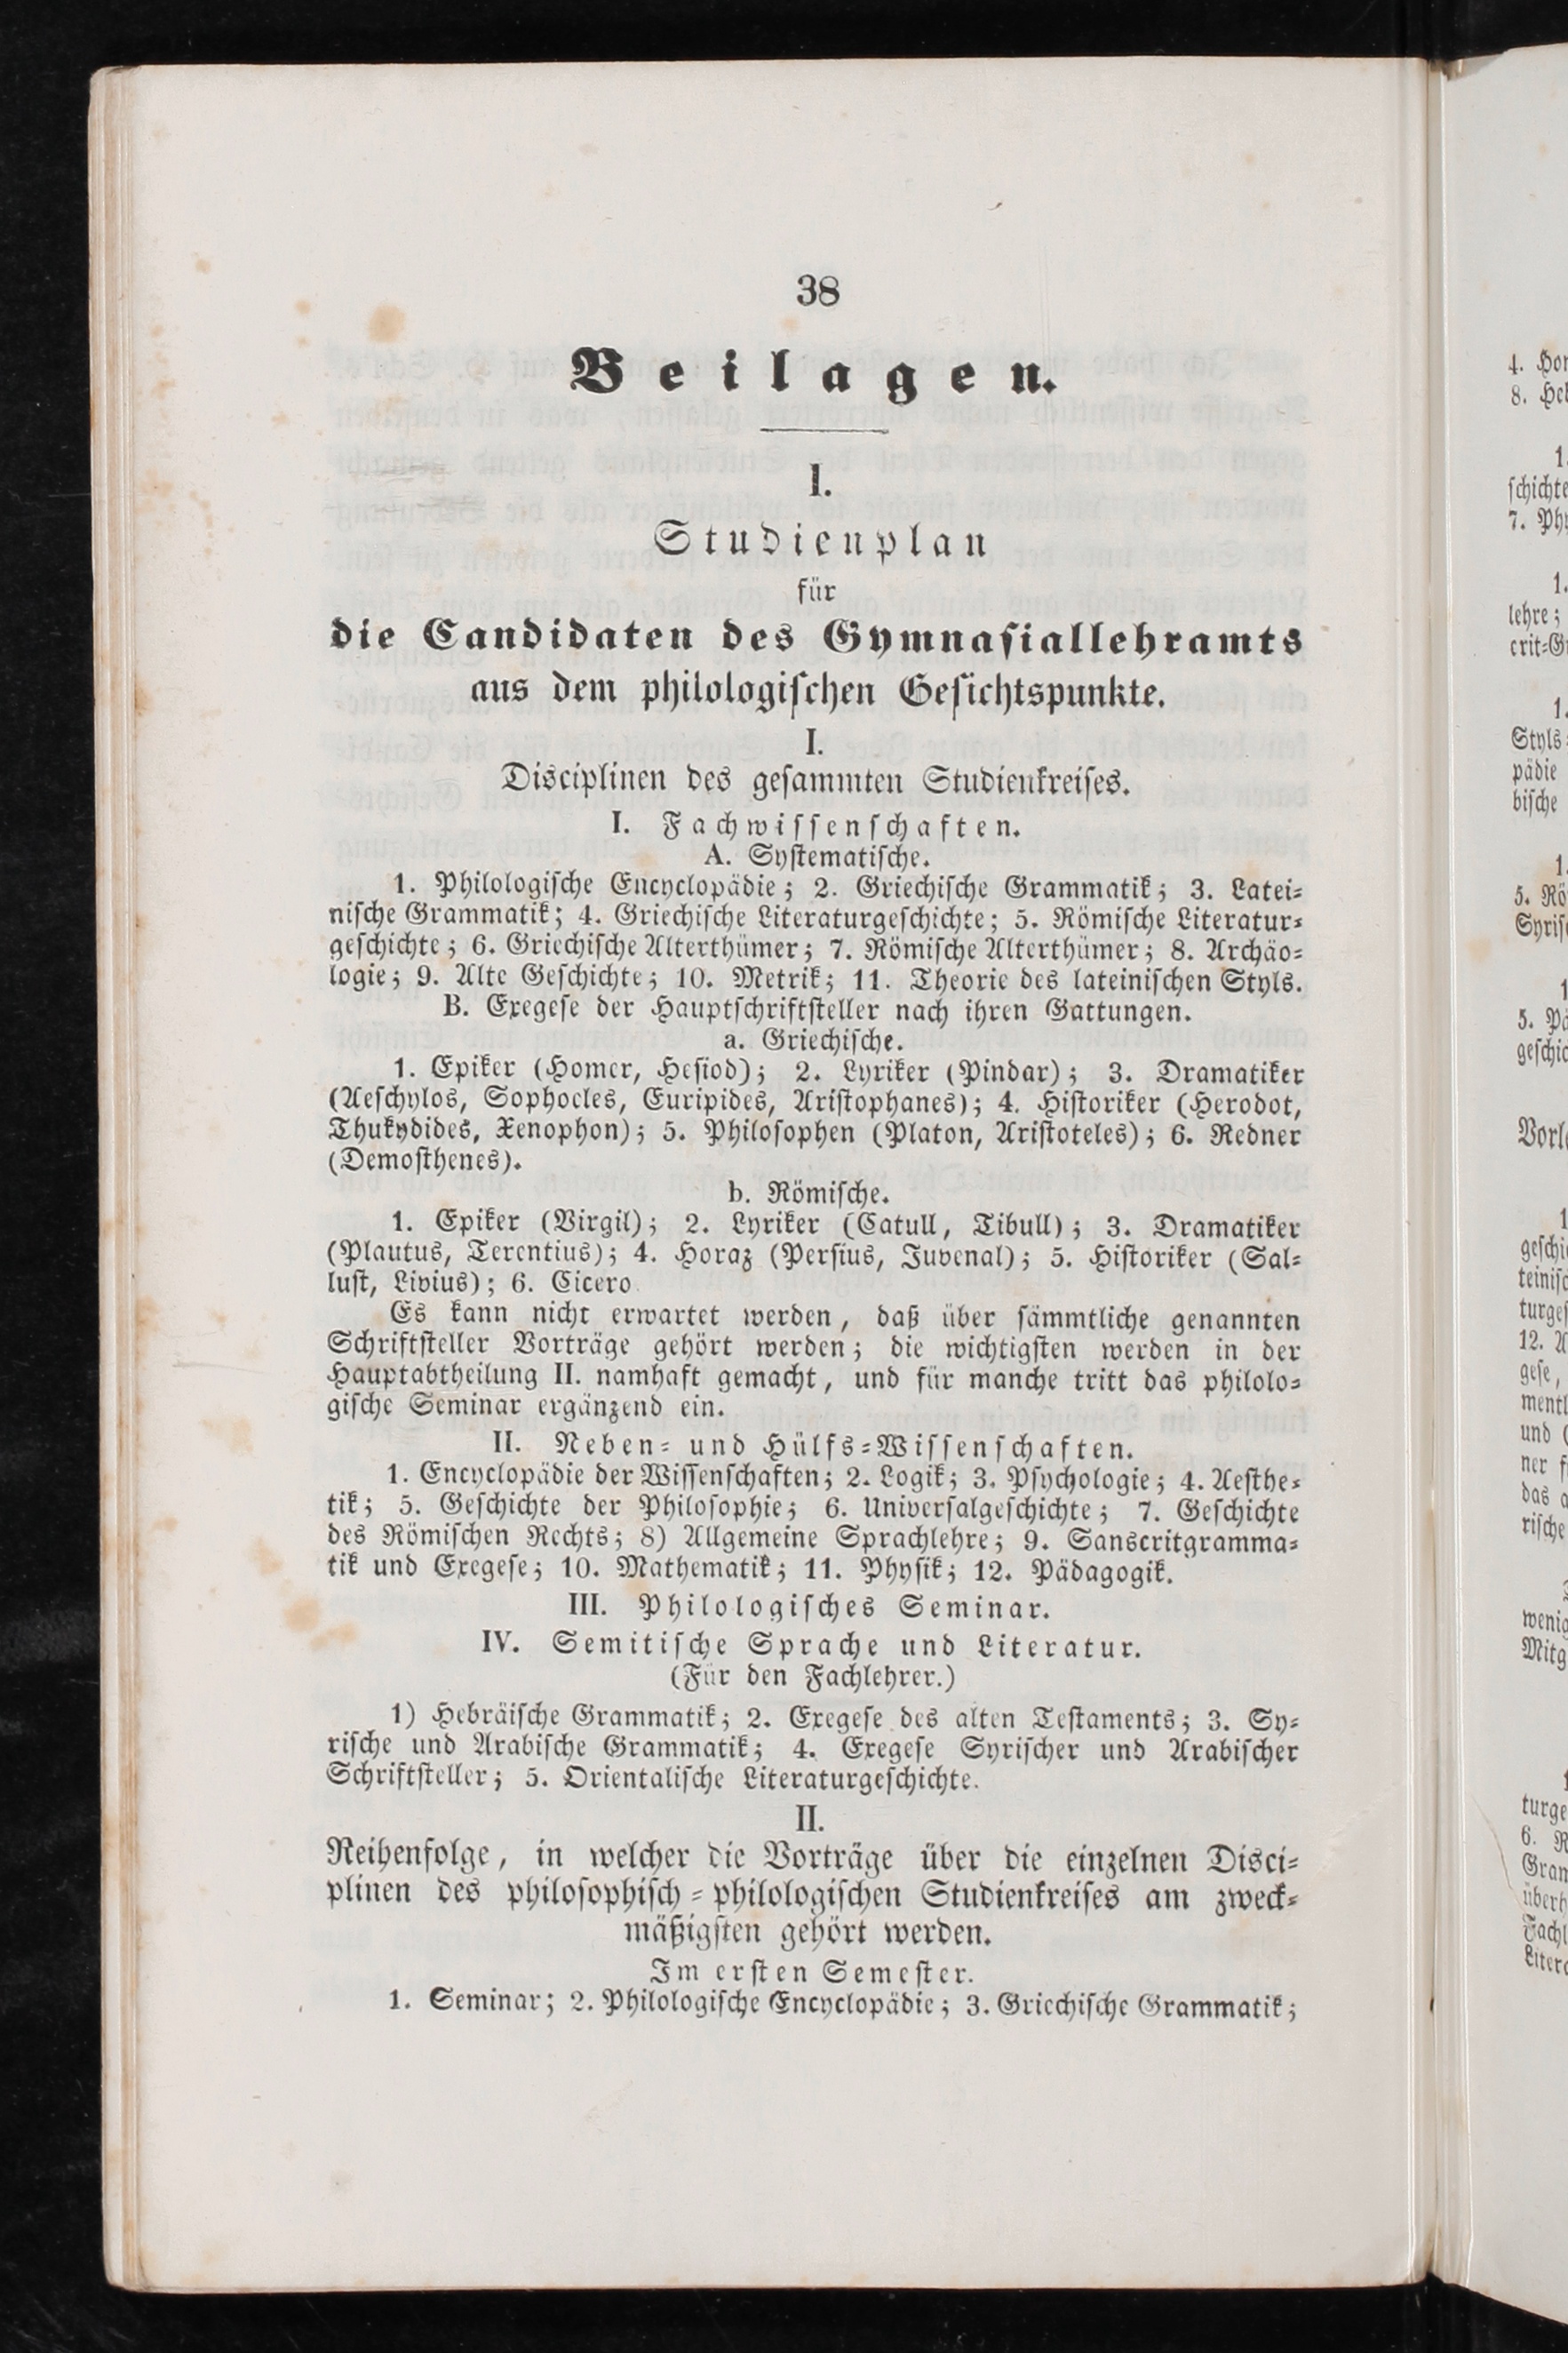 38
Beilagen.
I.
Studienplan
für
die Candidaten des Gymnaſiallehramts
aus dem philologiſchen Geſichtspunkte.
I.
Disciplinen des geſammten Studienkreiſes.
I. Fachwiſſenſchaften.
A. Syſtematiſche.
1. Philologiſche Encyclopädie; 2. Griechiſche Grammatik; 3. Latei⸗
niſche Grammatik; 4. Griechiſche Literaturgeſchichte; 5. Römiſche Literatur⸗
geſchichte; 6. Griechiſche Alterthümer; 7. Römiſche Alterthümer; 8. Archäo⸗
logie; 9. Alte Geſchichte; 10. Metrik; 11. Theorie des lateiniſchen Styls.
B. Exegeſe der Hauptſchriftſteller nach ihren Gattungen.
a. Griechiſche.
1. Epiker (Homer, Heſiod); 2. Lyriker (Pindar); 3. Dramatiker
(Aeſchylos, Sophocles, Euripides, Ariſtophanes); 4. Hiſtoriker (Herodot,
Thukydides, Xenophon); 5. Philoſophen (Platon, Ariſtoteles); 6. Redner
(Demoſthenes).
b. Römiſche.
1. Epiker (Virgil); 2. Lyriker (Catull, Tibull); 3. Dramatiker
(Plautus, Terentius); 4. Horaz (Perſius, Juvenal); 5. Hiſtoriker (Sal⸗
luſt, Livius); 6. Cicero.
Es kann nicht erwartet werden, daß über ſämmtliche genannten
Schriftſteller Vorträge gehört werden; die wichtigſten werden in der
Hauptabtheilung II. namhaft gemacht, und für manche tritt das philolo⸗
giſche Seminar ergänzend ein.
II. Neben⸗ und Hülfs⸗Wiſſenſchaften.
1. Encyclopädie der Wiſſenſchaften; 2. Logik; 3. Pſychologie; 4. Aeſthe⸗
tik; 5. Geſchichte der Philoſophie; 6. Univerſalgeſchichte; 7. Geſchichte
des Römiſchen Rechts; 8) Allgemeine Sprachlehre; 9. Sanscritgramma⸗
tik und Exegeſe; 10. Mathematik; 11. Phyſik; 12. Pädagogik.
III. Philologiſches Seminar.
IV. Semitiſche Sprache und Literatur.
(Für den Fachlehrer.)
1) Hebräiſche Grammatik; 2. Exegeſe des alten Teſtaments; 3. Sy⸗
riſche und Arabiſche Grammatik; 4. Exegeſe Syriſcher und Arabiſcher
Schriftſteller; 5. Orientaliſche Literaturgeſchichte.
II.
Reihenfolge, in welcher die Vorträge über die einzelnen Disci⸗
plinen des philoſophiſch⸗philologiſchen Studienkreiſes am zweck⸗
mäßigſten gehört werden.
Im erſten Semeſter.
1. Seminar; 2. Philologiſche Encyclopädie; 3. Griechiſche Grammatik;